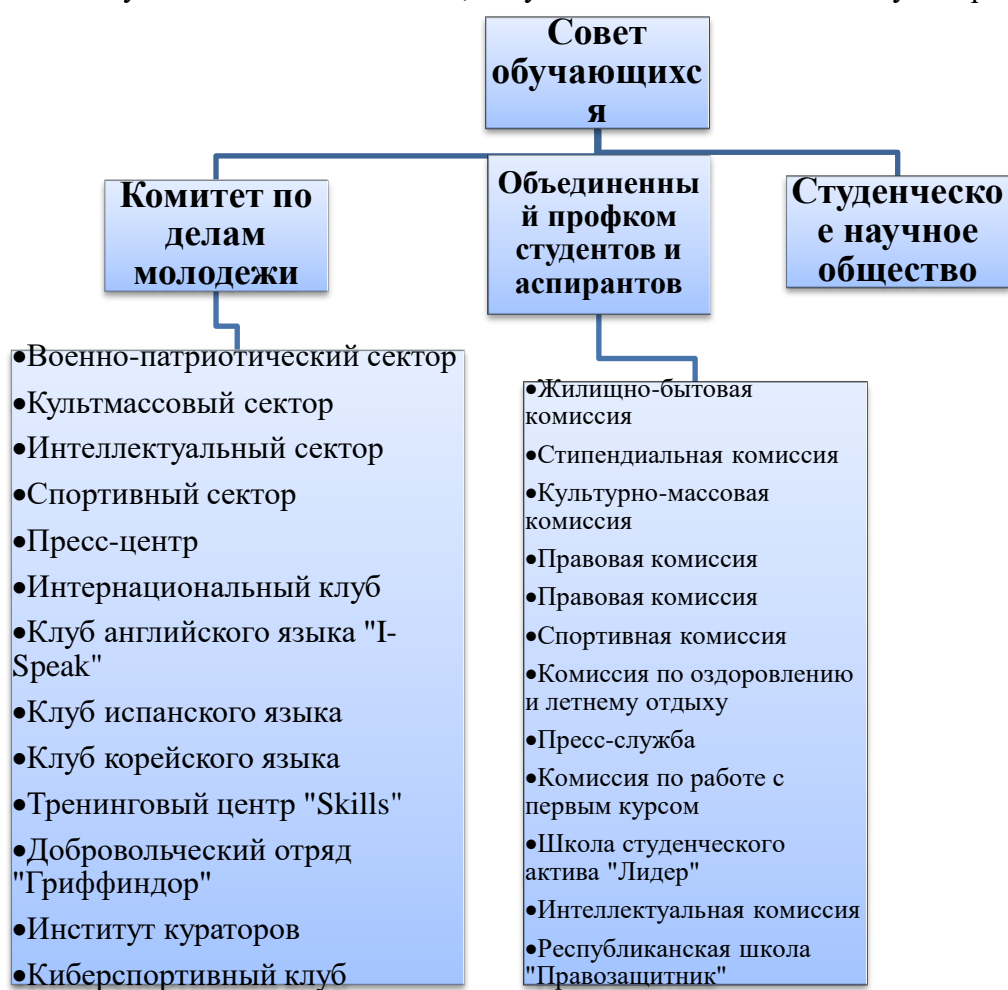 Совет
обучающихс
я
Комитет по
делам
молодежи
Объединенны
й профком
студентов и
аспирантов
Студенческо
е научное
общество
•Военно-патриотический сектор
•Культмассовый сектор
•Интеллектуальный сектор
•Спортивный сектор
•Пресс-центр
•Интернациональный клуб
•Клуб английского языка "I-
Speak"
•Клуб испанского языка
•Клуб корейского языка
•Тренинговый центр "Skills"
•Добровольческий отряд
"Гриффиндор"
•Институт кураторов
•Киберспортивный клуб
•Жилищно-бытовая
комиссия
•Стипендиальная комиссия
•Культурно-массовая
комиссия
•Правовая комиссия
•Правовая комиссия
•Спортивная комиссия
•Комиссия по оздоровлению
и летнему отдыху
•Пресс-служба
•Комиссия по работе с
первым курсом
•Школа студенческого
актива "Лидер"
•Интеллектуальная комиссия
•Республиканская школа
"Правозащитник"